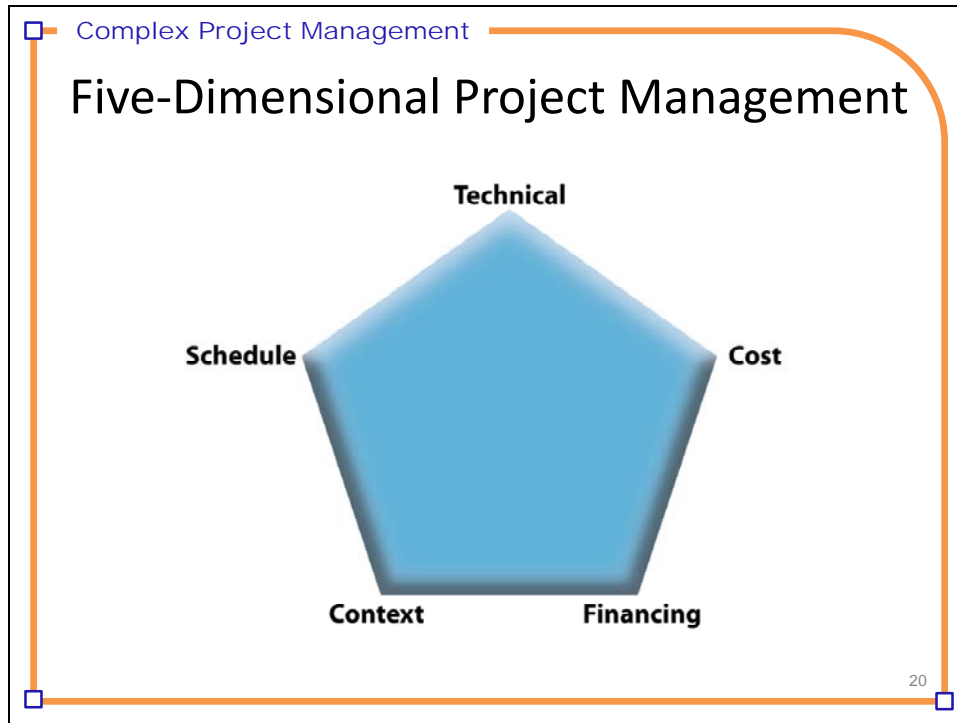 Complex Project Management
Five-Dimensional Project Management
Technical
Schedule
Cost
Context
Financing
20